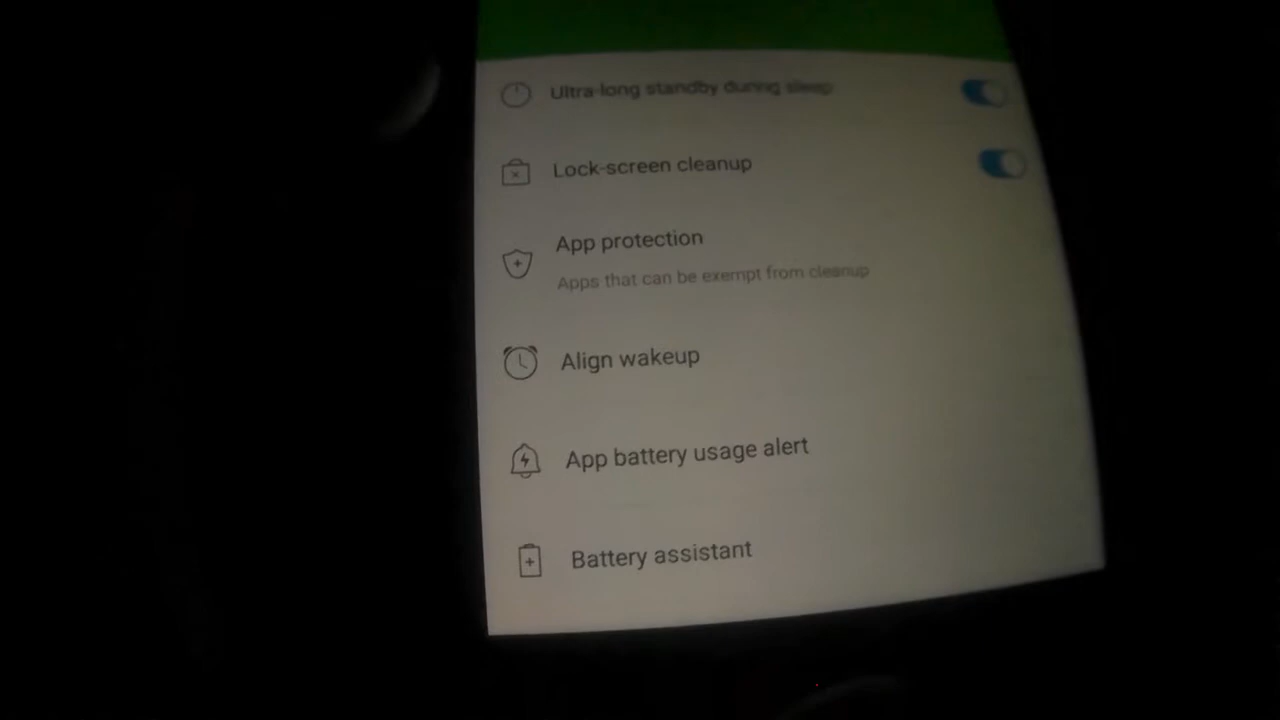 Ultra-long standby during sleep
Lock-screen cleanup
App protection
Apps that can be exempt from cleanup
Align wakeup
App battery usage alert
Battery assistant